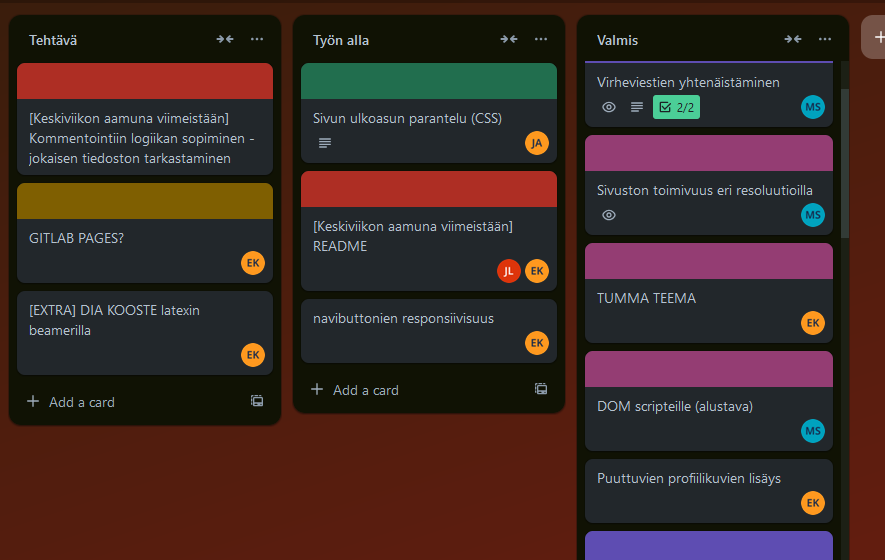 Tehtävä
[Keskiviikon aamuna viimeistään]
Kommentointiin logiikan sopiminen -
jokaisen tiedoston tarkastaminen
GITLAB PAGES?
EK
[EXTRA] DIA KOOSTE latexin
beamerilla
EK
Add a card
Työn alla
Sivun ulkoasun parantelu (CSS)
JA
[Keskiviikon aamuna viimeistään]
README
JL EK
navibuttonien responsiivisuus
EK
Add a card
Valmis
Virheviestien yhtenäistäminen
2/2 MS
Sivuston toimivuus eri resoluutioilla
MS
TUMMA TEEMA
EK
DOM scripteille (alustava)
MS
Puuttuvien profiilikuvien lisäys
EK